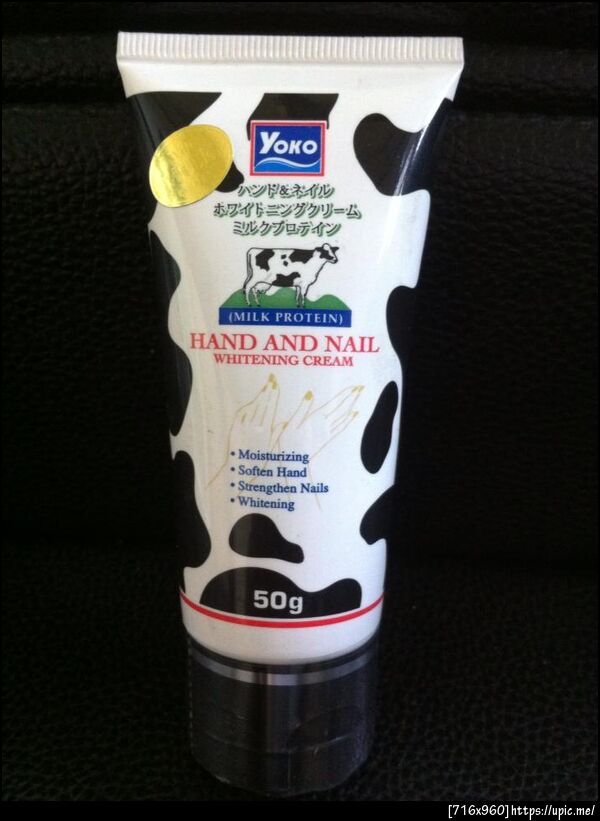 YOKO
ハンド&ネイル
ホワイトニングクリーム
ミルクプロテイン
(MILK PROTEIN)
HAND AND NAIL
WHITENING CREAM
• Moisturizing
• Soften Hand
• Strengthen Nails
• Whitening
50g
[716x960]https://upic.me/